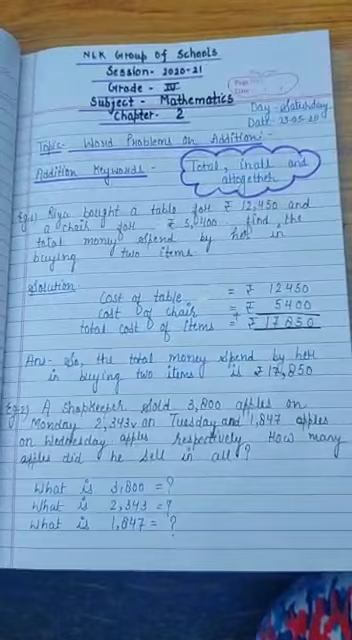 NLK Group of Schools
Session- 2020-21
Grade - IV
Subject - Mathematics
Chapter- 2
Day - Saturday
Date- 23-05-20
Topic- Word Problems on Addition:-
Addition Keywords -
Total, inall and
altogether
Eg:1) Riya bought a table for ₹ 12,450 and
a chair for ₹ 5,400. find the
total money spend by her in
buying two items.
Solution
Cost of table = ₹ 12450
cost of chair = ₹ 5400
total cost of items = + ₹ 17850
Ans- So, the total money spend by her
in buying two items is ₹ 17,850
Eg:2) A shopkeeper sold 3,800 apples on
Monday 2,343 on Tuesday and 1,847 apples
on Wednesday apples respectively. How many
apples did he sell in all?
What is 3,800 = ?
What is 2,343 = ?
What is 1,847 = ?